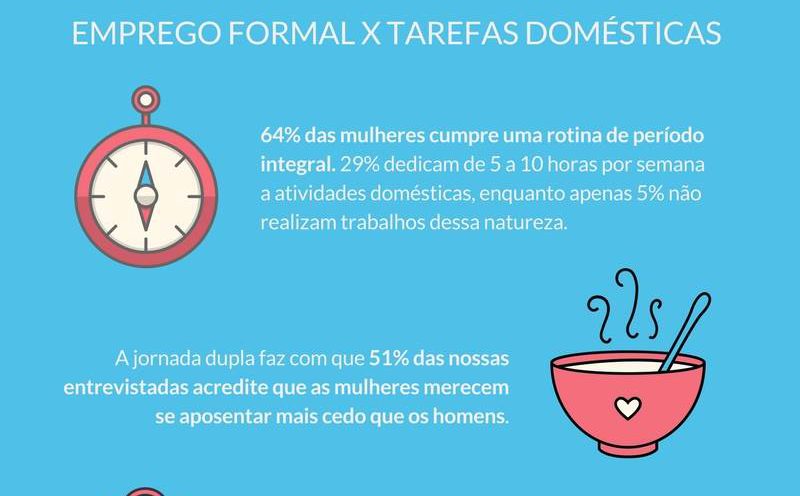 EMPREGO FORMAL X TAREFAS DOMÉSTICAS
64% das mulheres cumpre uma rotina de período
integral. 29% dedicam de 5 a 10 horas por semana
a atividades domésticas, enquanto apenas 5% não
realizam trabalhos dessa natureza.
A jornada dupla faz com que 51% das nossas
entrevistadas acredite que as mulheres merecem
se aposentar mais cedo que os homens.